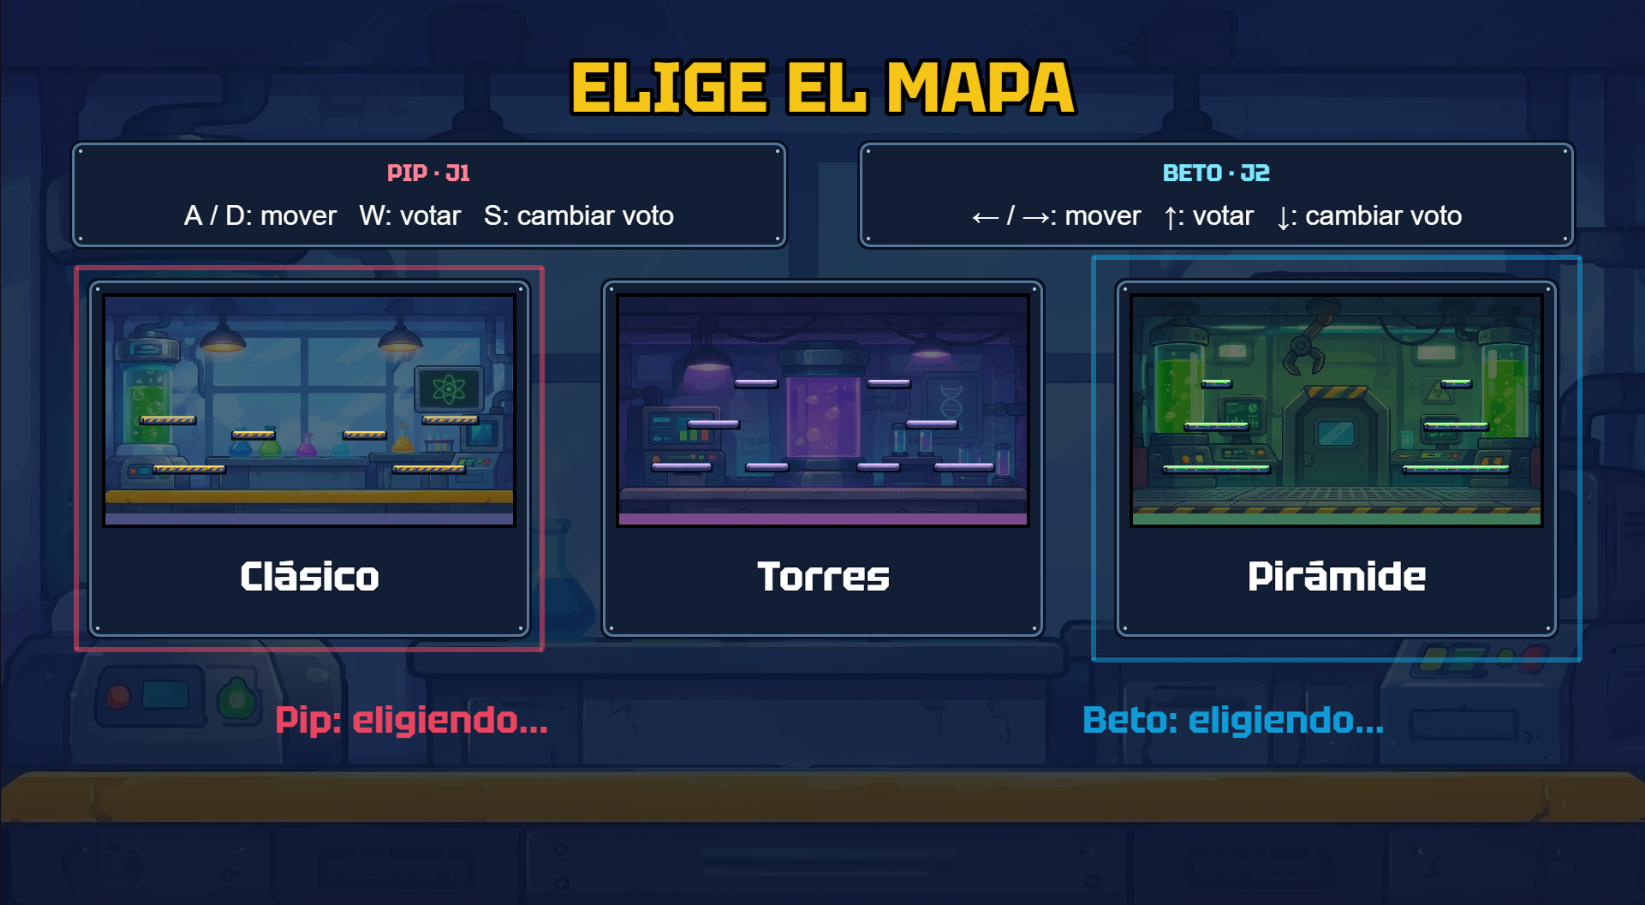 ELIGE EL MAPA
PIP · J1
A / D: mover   W: votar   S: cambiar voto
BETO · J2
← / →: mover   ↑: votar   ↓: cambiar voto
Clásico
Torres
Pirámide
Pip: eligiendo...
Beto: eligiendo...